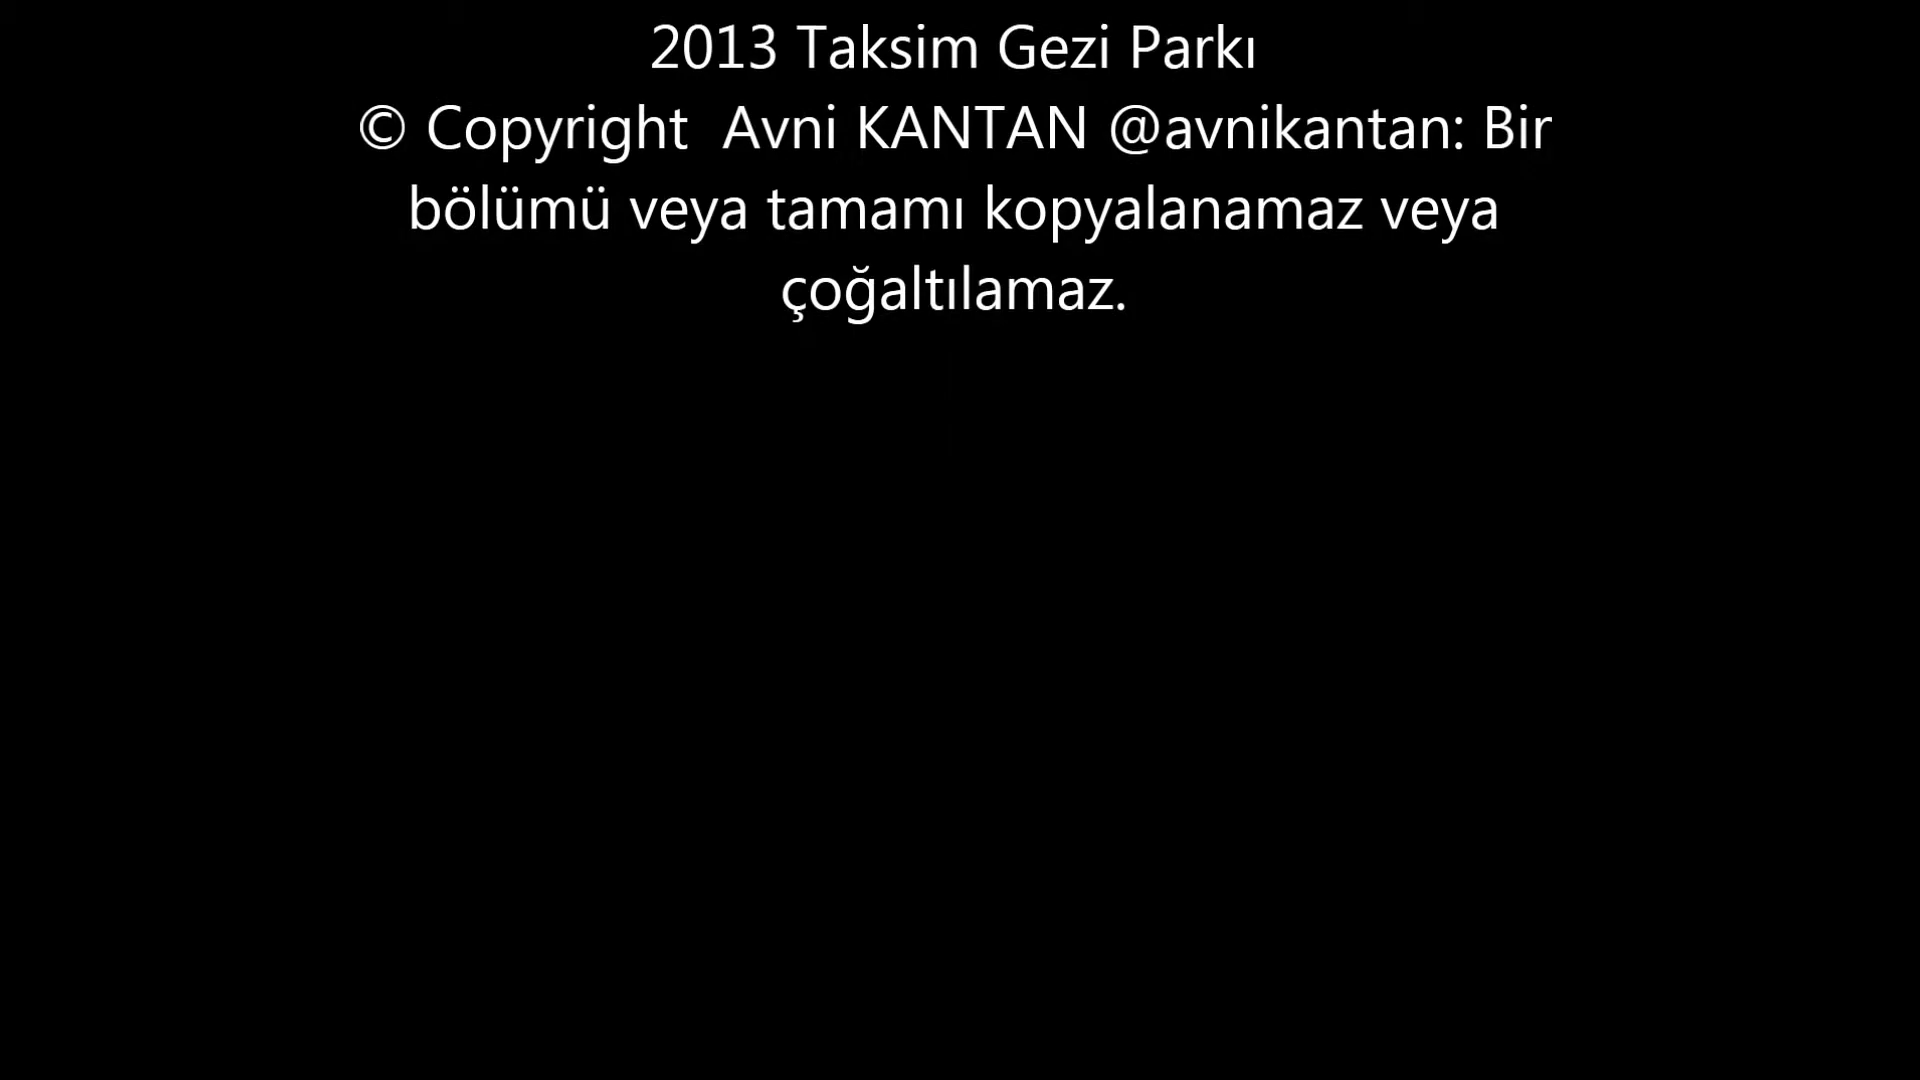 2013 Taksim Gezi Parkı
© Copyright  Avni KANTAN @avnikantan: Bir
bölümü veya tamamı kopyalanamaz veya
çoğaltılamaz.